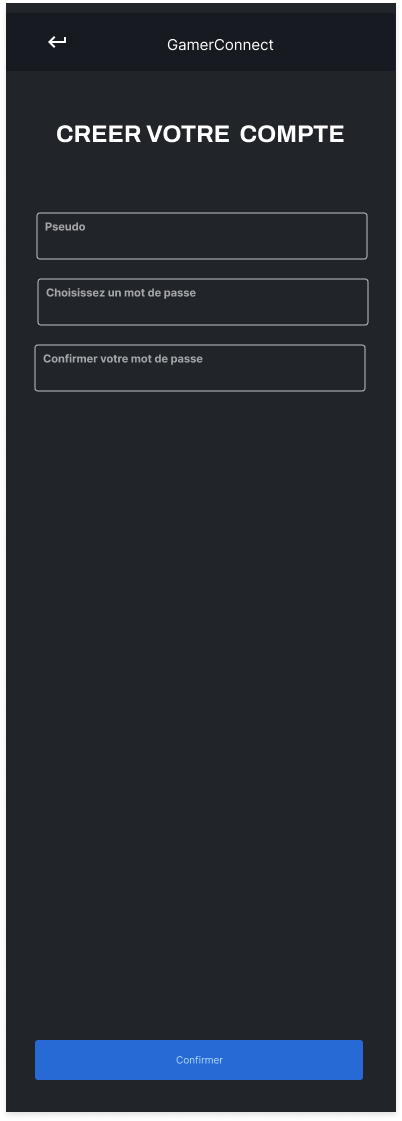 GamerConnect
CREER VOTRE COMPTE
Pseudo
Choisissez un mot de passe
Confirmer votre mot de passe
Confirmer